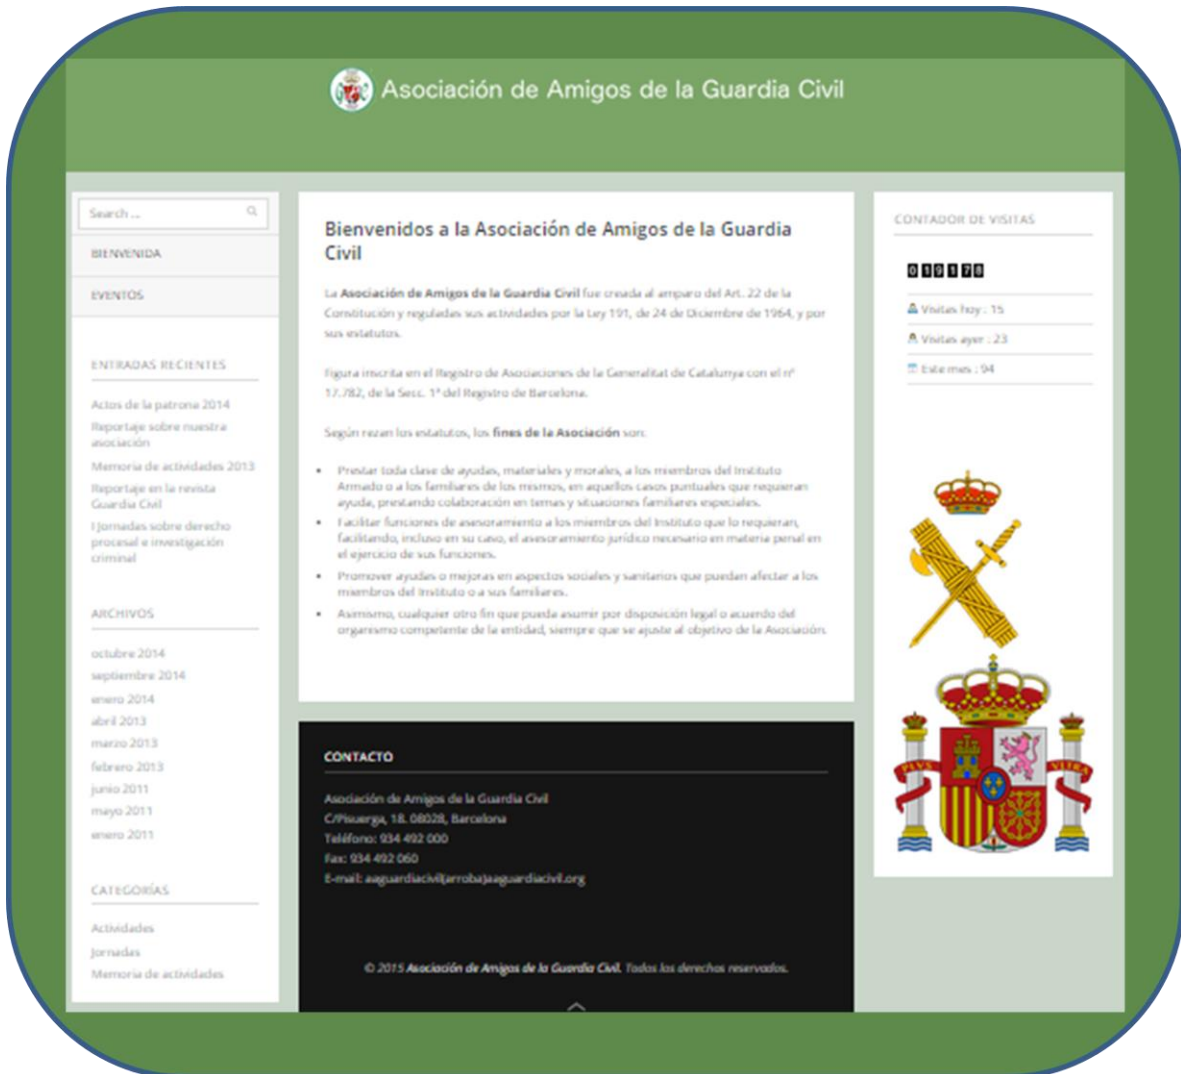 Asociación de Amigos de la Guardia Civil
Search ...
BIENVENIDA
EVENTOS
ENTRADAS RECIENTES
Actos de la patrona 2014
Reportaje sobre nuestra
asociación
Memoria de actividades 2013
Reportaje en la revista
Guardia Civil
I Jornadas sobre derecho
procesal e investigación
criminal
ARCHIVOS
octubre 2014
septiembre 2014
enero 2014
abril 2013
marzo 2013
febrero 2013
junio 2011
mayo 2011
enero 2011
CATEGORÍAS
Actividades
Jornadas
Memoria de actividades
Bienvenidos a la Asociación de Amigos de la Guardia
Civil
La Asociación de Amigos de la Guardia Civil fue creada al amparo del Art. 22 de la
Constitución y reguladas sus actividades por la Ley 191, de 24 de Diciembre de 1964, y por
sus estatutos.
Figura inscrita en el Registro de Asociaciones de la Generalitat de Catalunya con el nº
17.782, de la Secc. 1ª del Registro de Barcelona.
Según rezan los estatutos, los fines de la Asociación son:
• Prestar toda clase de ayudas, materiales y morales, a los miembros del Instituto
Armado o a los familiares de los mismos, en aquellos casos puntuales que requieran
ayuda, prestando colaboración en temas y situaciones familiares especiales.
• Facilitar funciones de asesoramiento a los miembros del Instituto que lo requieran,
facilitando, incluso en su caso, el asesoramiento jurídico necesario en materia penal en
el ejercicio de sus funciones.
• Promover ayudas o mejoras en aspectos sociales y sanitarios que puedan afectar a los
miembros del Instituto o a sus familiares.
• Asimismo, cualquier otro fin que pueda asumir por disposición legal o acuerdo del
organismo competente de la entidad, siempre que se ajuste al objetivo de la Asociación.
CONTACTO
Asociación de Amigos de la Guardia Civil
C/Pisuerga, 18. 08028, Barcelona
Teléfono: 934 492 000
Fax: 934 492 060
E-mail: aaguardiacivil(arroba)aaguardiacivil.org
© 2015 Asociación de Amigos de la Guardia Civil. Todos los derechos reservados.
CONTADOR DE VISITAS
019178
Visitas hoy : 15
Visitas ayer : 23
Este mes : 94
PLVS VLTRA